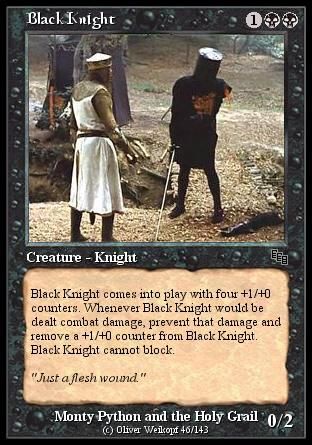 Black Knight 1
Creature - Knight
Black Knight comes into play with four +1/+0
counters. Whenever Black Knight would be
dealt combat damage, prevent that damage and
remove a +1/+0 counter from Black Knight.
Black Knight cannot block.
"Just a flesh wound."
Monty Python and the Holy Grail
(c) Oliver Weikopf 46/143
0/2